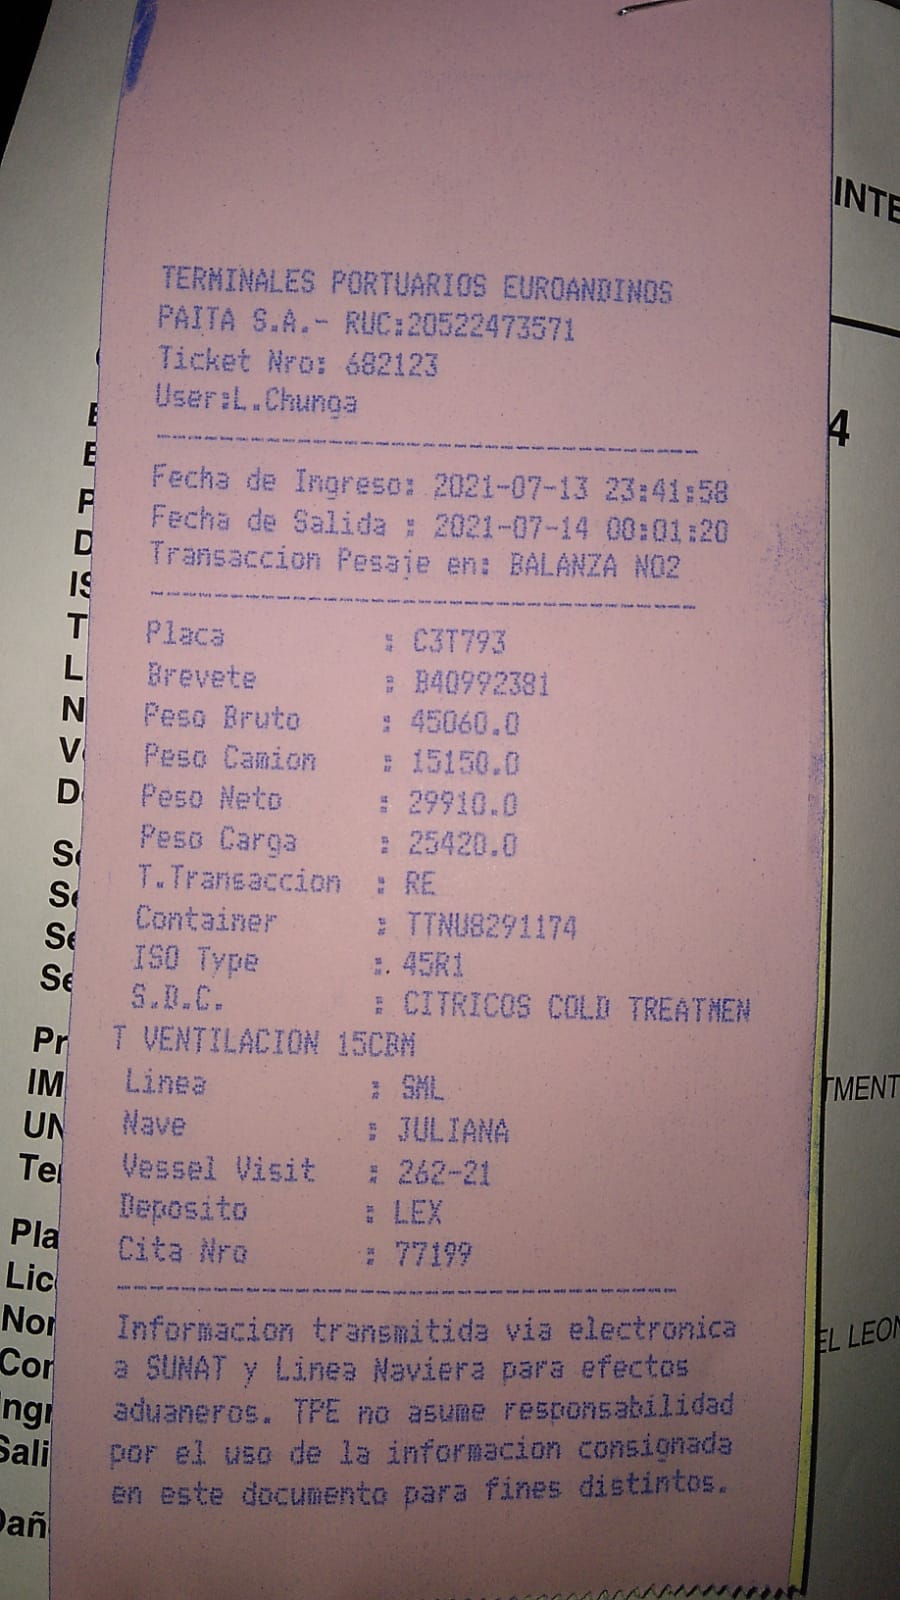 TERMINALES PORTUARIOS EUROANDINOS
PAITA S.A.- RUC:20522473571
Ticket Nro: 682123
User:L.Chunga
Fecha de Ingreso: 2021-07-13 23:41:58
Fecha de Salida : 2021-07-14 00:01:20
Transaccion Pesaje en: BALANZA NO2
Placa : C3T793
Brevete : B40992381
Peso Bruto : 45060.0
Peso Camion : 15150.0
Peso Neto : 29910.0
Peso Carga : 25420.0
T.Transaccion : RE
Container : TTNU8291174
ISO Type : 45R1
S.D.C. : CITRICOS COLD TREATMEN
T VENTILACION 15CBM
Linea : SML
Nave : JULIANA
Vessel Visit : 262-21
Deposito : LEX
Cita Nro : 77199
Informacion transmitida via electronica
a SUNAT y Linea Naviera para efectos
aduaneros. TPE no asume responsabilidad
por el uso de la informacion consignada
en este documento para fines distintos.